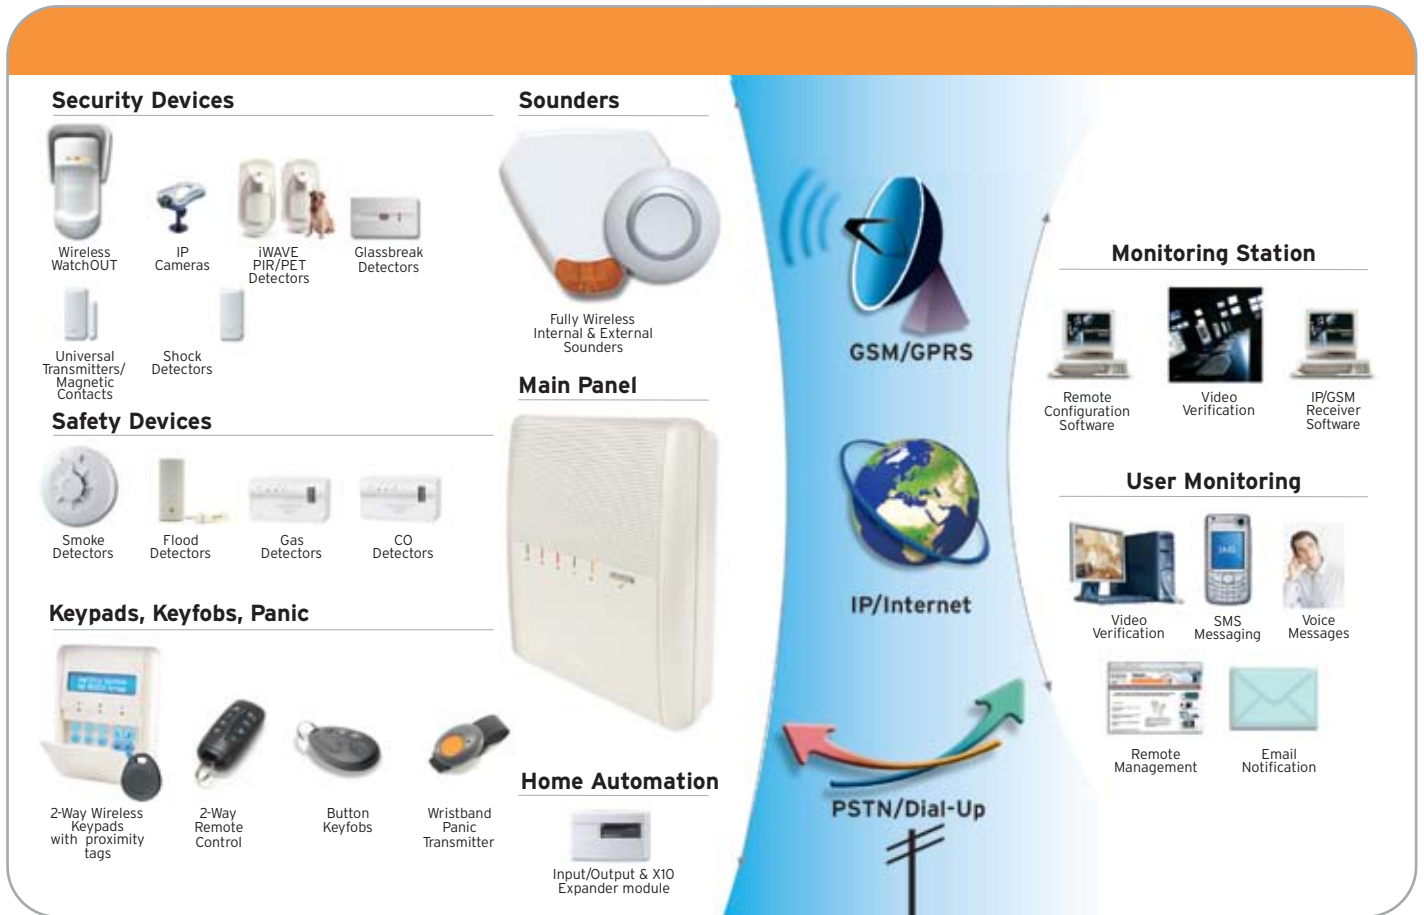 Security Devices
Wireless
WatchOUT
IP
Cameras
iWAVE
PIR/PET
Detectors
Glassbreak
Detectors
Universal
Transmitters/
Magnetic
Contacts
Shock
Detectors
Safety Devices
Smoke
Detectors
Flood
Detectors
Gas
Detectors
CO
Detectors
Keypads, Keyfobs, Panic
2-Way Wireless
Keypads
with proximity
tags
2-Way
Remote
Control
Button
Keyfobs
Wristband
Panic
Transmitter
Sounders
Fully Wireless
Internal & External
Sounders
Main Panel
Home Automation
Input/Output & X10
Expander module
GSM/GPRS
IP/Internet
PSTN/Dial-Up
Monitoring Station
Remote
Configuration
Software
Video
Verification
IP/GSM
Receiver
Software
User Monitoring
Video
Verification
SMS
Messaging
Voice
Messages
Remote
Management
Email
Notification